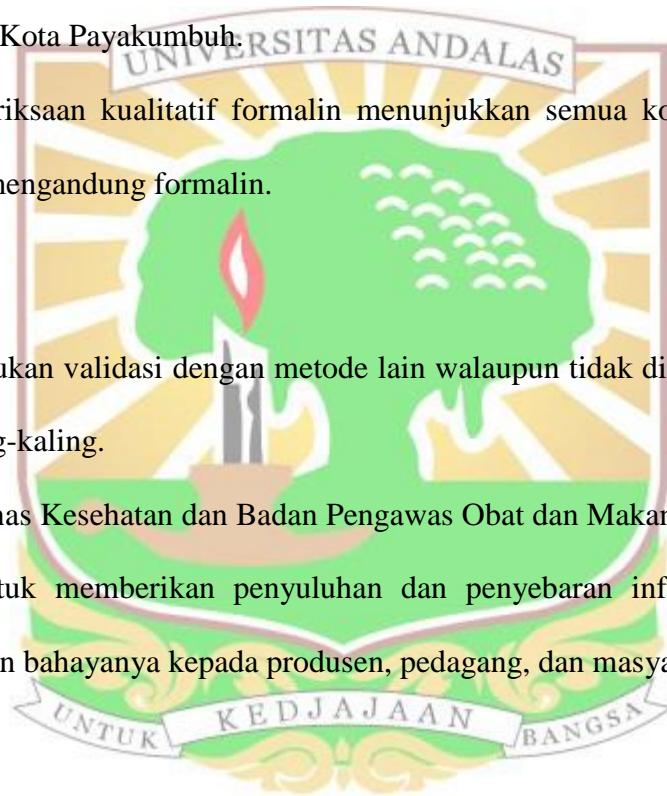 Kota Payakumbuh.
UNIVERSITAS ANDALAS
riksaan kualitatif formalin menunjukkan semua ko
mengandung formalin.
ukan validasi dengan metode lain walaupun tidak di
g-kaling.
nas Kesehatan dan Badan Pengawas Obat dan Makan
tuk memberikan penyuluhan dan penyebaran inf
n bahayanya kepada produsen, pedagang, dan masya
UNTUK KEDJAJAAN BANGSA